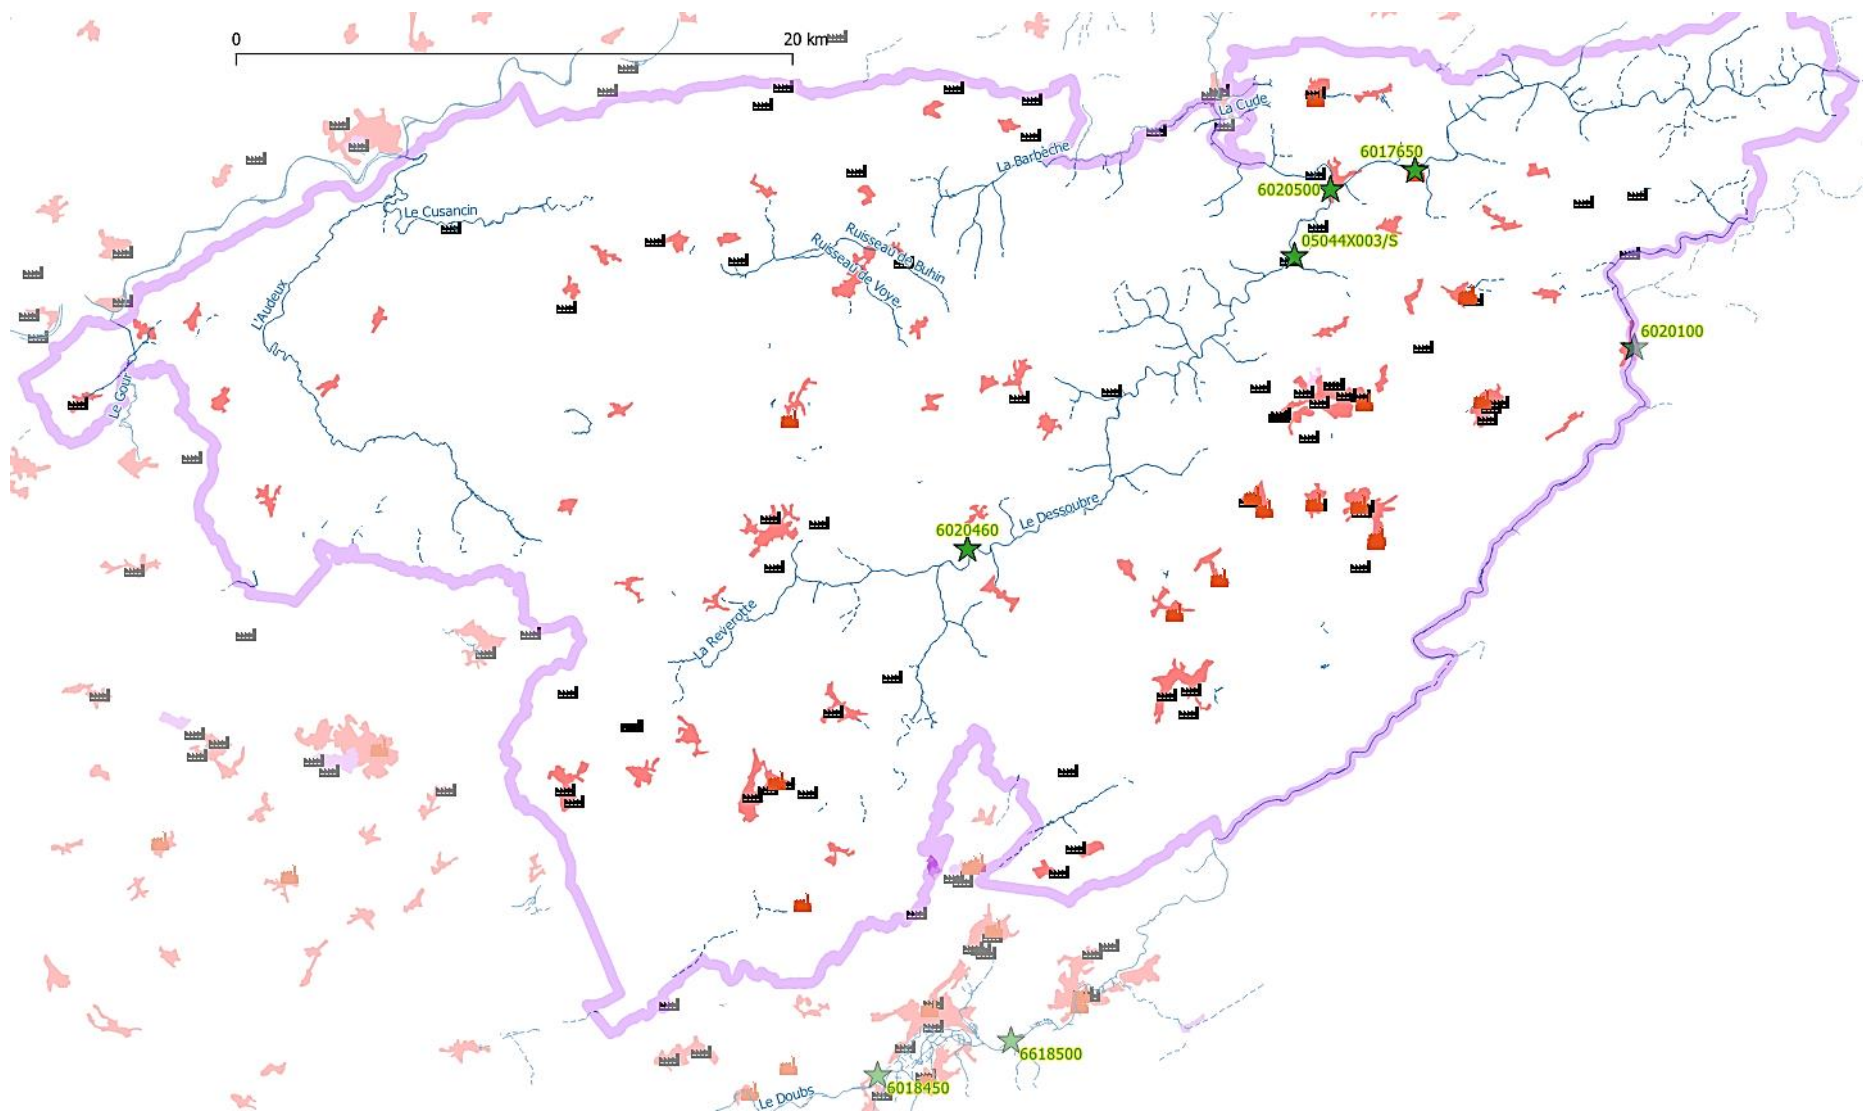 0
20 km
La Cude
6017650
La Barbèche
6020500
Le Cusancin
Ruisseau de Buhin
05044X003/S
Ruisseau de Voye
L'Audeux
6020100
Le Gour
Le Dessoubre
6020460
La Reverotte
6618500
6018450
Le Doubs